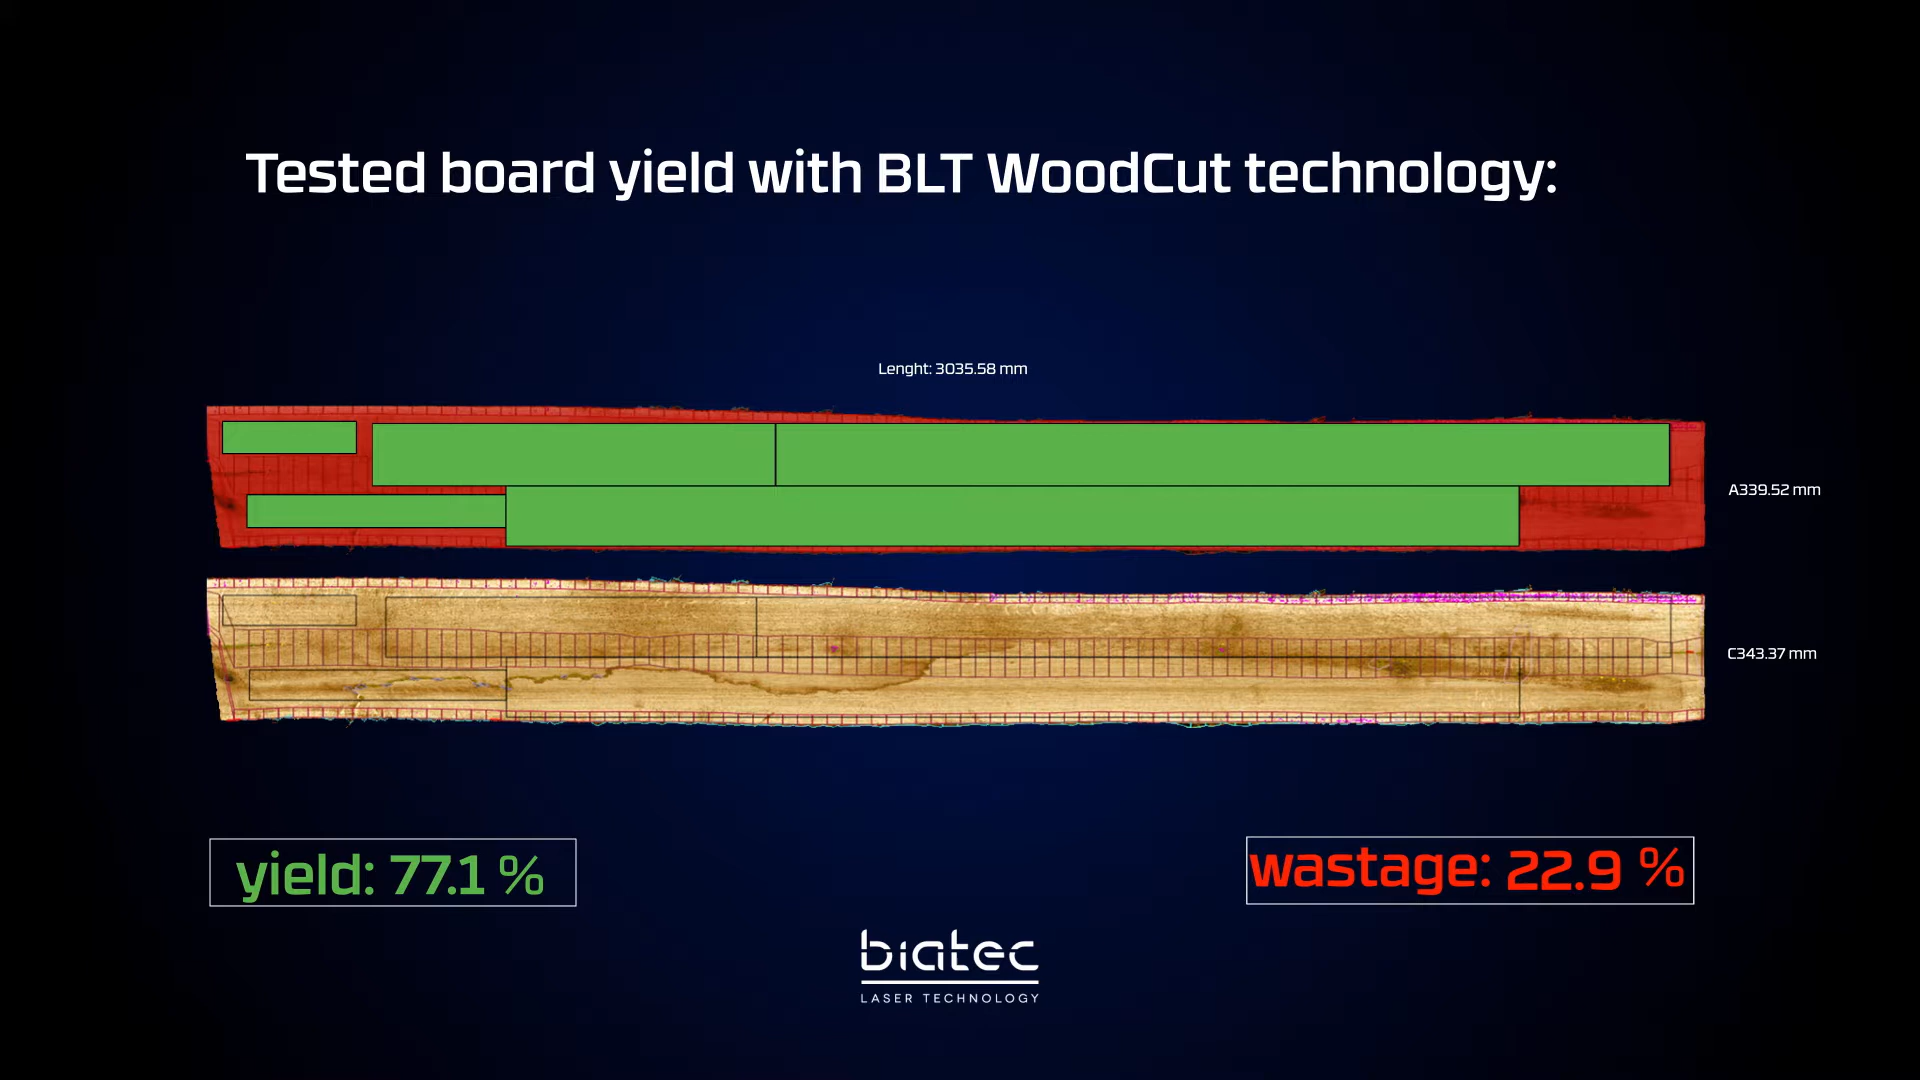 Tested board yield with BLT WoodCut technology:
Lenght: 3035.58 mm
A339.52 mm
C343.37 mm
yield: 77.1 %
wastage: 22.9 %
biatec
LASER TECHNOLOGY